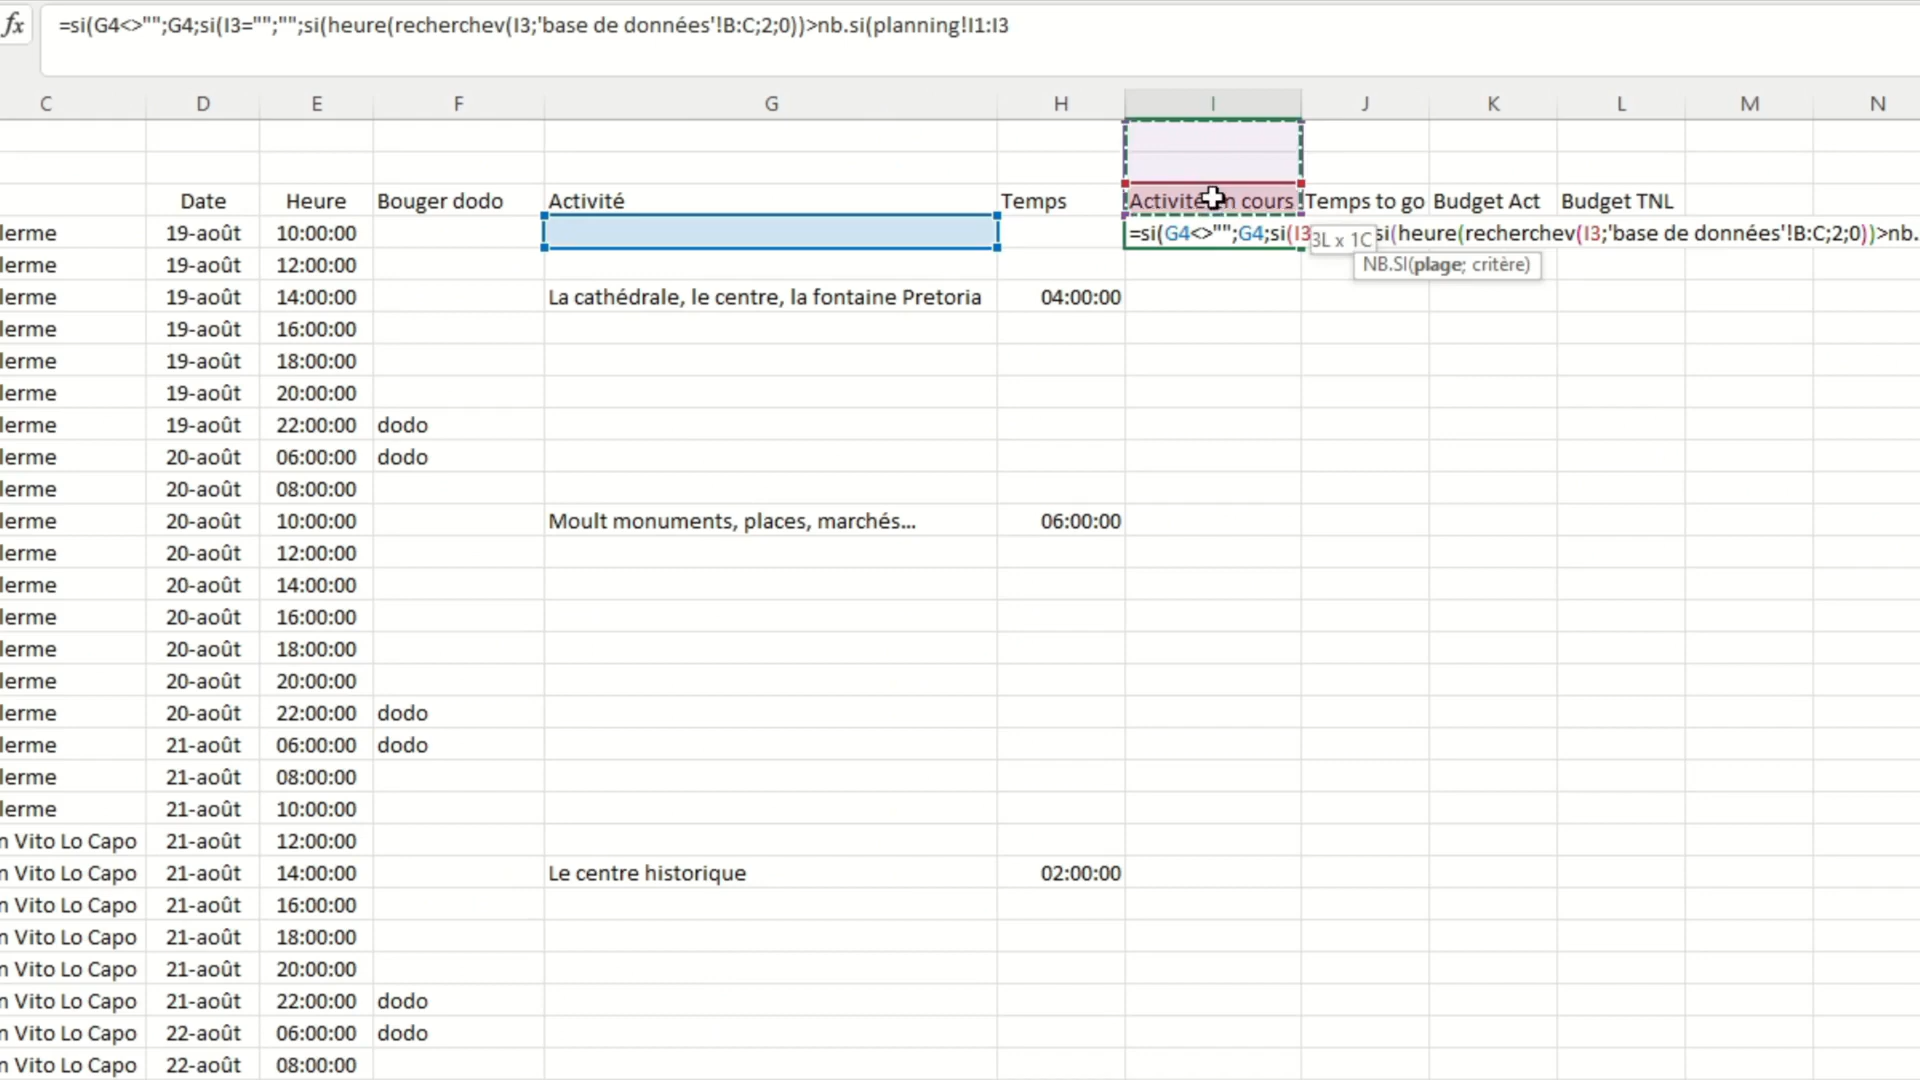 fx =si(G4<>"";G4;si(I3="";"";si(heure(recherchev(I3;'base de données'!B:C;2;0))>nb.si(planning!I1:I3
C D E F G H I J K L M N
Date Heure Bouger dodo Activité Temps Activité en cours Temps to go Budget Act Budget TNL
lerme 19-août 10:00:00 =si(G4<>"";G4;si(I3 si(heure(recherchev(I3;'base de données'!B:C;2;0))>nb.
3L x 1C
lerme 19-août 12:00:00 NB.SI(plage; critère)
lerme 19-août 14:00:00 La cathédrale, le centre, la fontaine Pretoria 04:00:00
lerme 19-août 16:00:00
lerme 19-août 18:00:00
lerme 19-août 20:00:00
lerme 19-août 22:00:00 dodo
lerme 20-août 06:00:00 dodo
lerme 20-août 08:00:00
lerme 20-août 10:00:00 Moult monuments, places, marchés... 06:00:00
lerme 20-août 12:00:00
lerme 20-août 14:00:00
lerme 20-août 16:00:00
lerme 20-août 18:00:00
lerme 20-août 20:00:00
lerme 20-août 22:00:00 dodo
lerme 21-août 06:00:00 dodo
lerme 21-août 08:00:00
lerme 21-août 10:00:00
n Vito Lo Capo 21-août 12:00:00
n Vito Lo Capo 21-août 14:00:00 Le centre historique 02:00:00
n Vito Lo Capo 21-août 16:00:00
n Vito Lo Capo 21-août 18:00:00
n Vito Lo Capo 21-août 20:00:00
n Vito Lo Capo 21-août 22:00:00 dodo
n Vito Lo Capo 22-août 06:00:00 dodo
n Vito Lo Capo 22-août 08:00:00